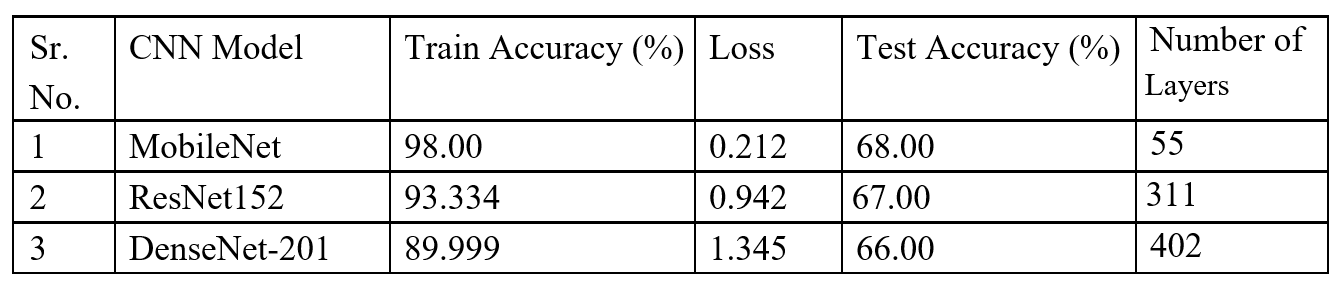 Sr. No. CNN Model Train Accuracy (%) Loss Test Accuracy (%) Number of Layers
1 MobileNet 98.00 0.212 68.00 55
2 ResNet152 93.334 0.942 67.00 311
3 DenseNet-201 89.999 1.345 66.00 402